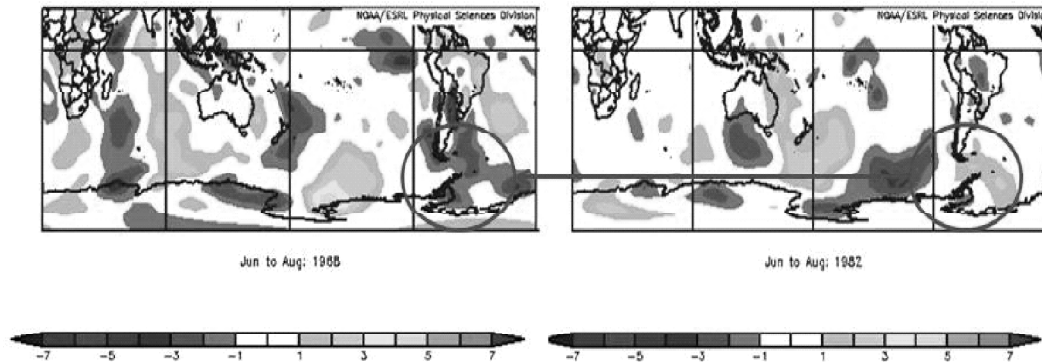 NOAA/ESRL Physical Sciences Division
NOAA/ESRL Physical Sciences Divisio
Jun to Aug: 1968
Jun to Aug: 1982
-7 -5 -3 -1 1 3 5 7
-7 -5 -3 -1 1 3 5 7